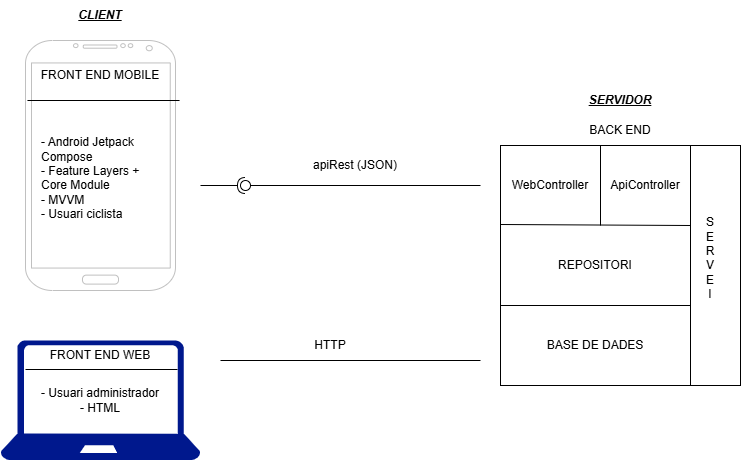 CLIENT
FRONT END MOBILE
- Android Jetpack
Compose
- Feature Layers +
Core Module
- MVVM
- Usuari ciclista
apiRest (JSON)
SERVIDOR
BACK END
WebController
ApiController
REPOSITORI
BASE DE DADES
S
E
R
V
E
I
FRONT END WEB
- Usuari administrador
- HTML
HTTP